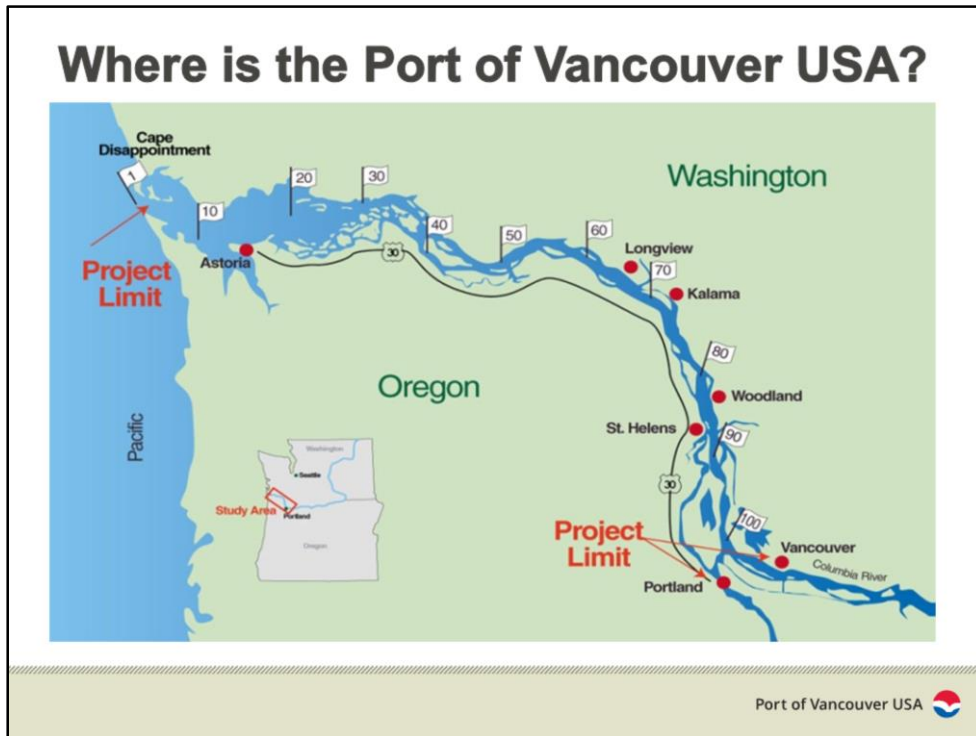 Where is the Port of Vancouver USA?
Cape
Disappointment
1
10
20
30
40
50
60
70
80
90
100
Washington
Longview
Kalama
Astoria
30
Project
Limit
Oregon
Woodland
St. Helens
Pacific
Washington
Seattle
Study Area
Portland
Oregon
30
Project
Limit
Vancouver
Columbia River
Portland
Port of Vancouver USA